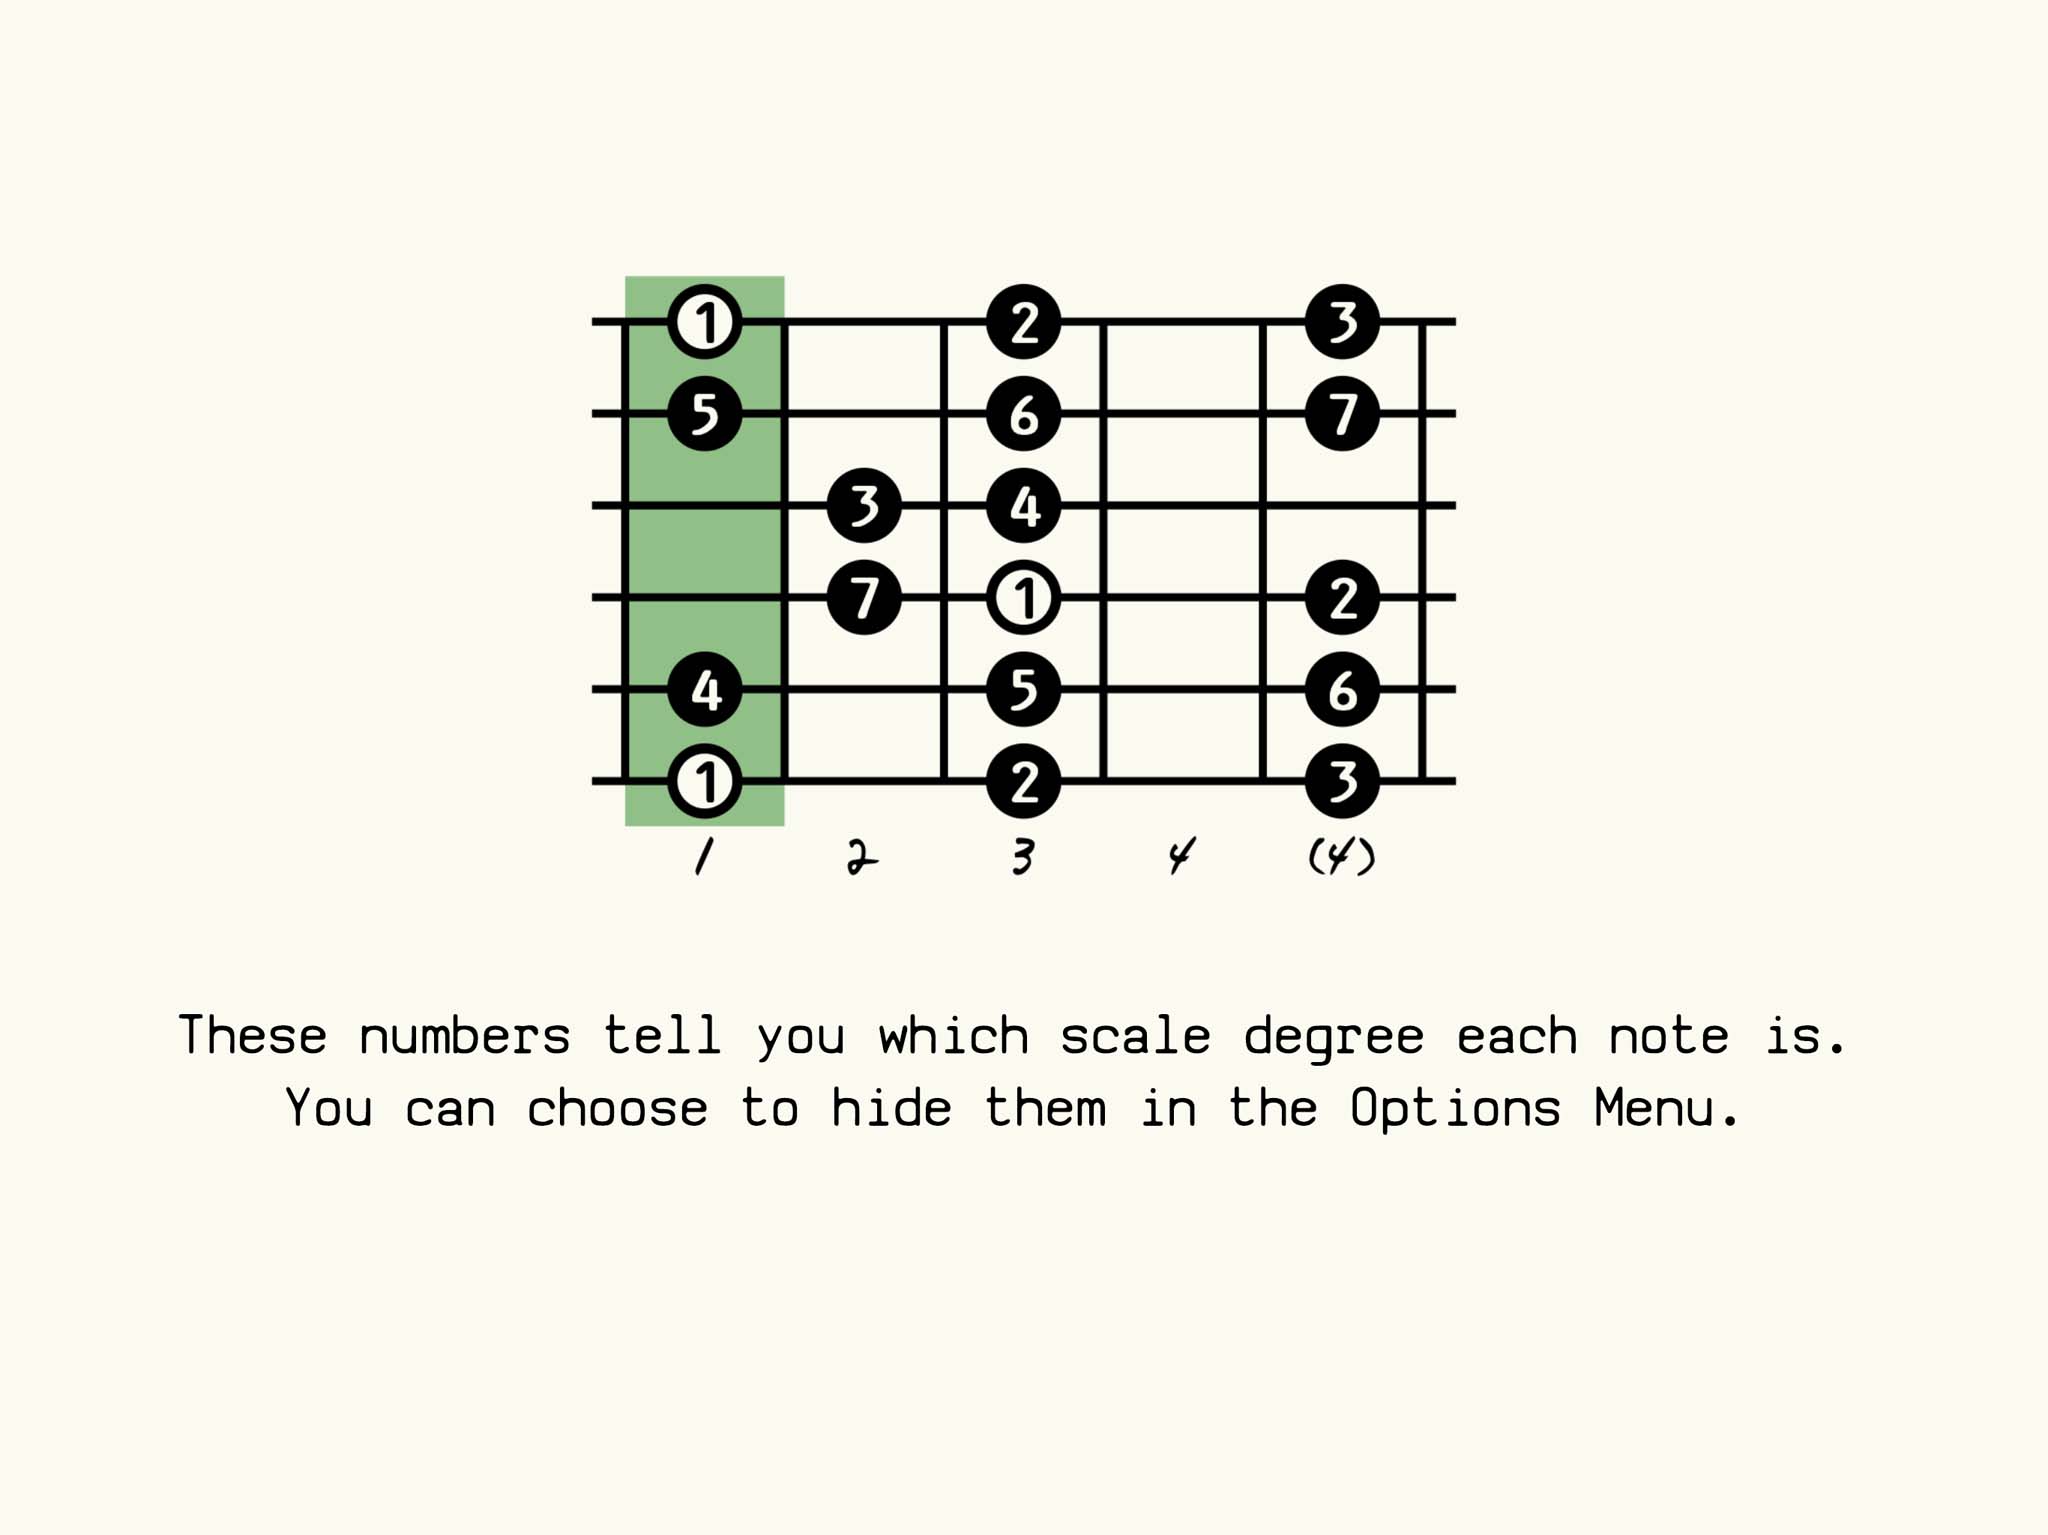 1 2 3
5 6 7
3 4
7 1 2
4 5 6
1 2 3
1 2 3 4 (4)
These numbers tell you which scale degree each note is.
You can choose to hide them in the Options Menu.